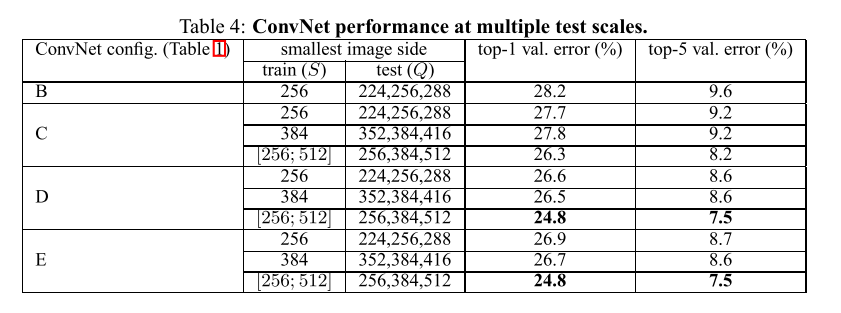 Table 4: ConvNet performance at multiple test scales.
ConvNet config. (Table 1) smallest image side top-1 val. error (%) top-5 val. error (%)
train (S) test (Q)
B 256 224,256,288 28.2 9.6
256 224,256,288 27.7 9.2
C 384 352,384,416 27.8 9.2
[256; 512] 256,384,512 26.3 8.2
256 224,256,288 26.6 8.6
D 384 352,384,416 26.5 8.6
[256; 512] 256,384,512 24.8 7.5
256 224,256,288 26.9 8.7
E 384 352,384,416 26.7 8.6
[256; 512] 256,384,512 24.8 7.5